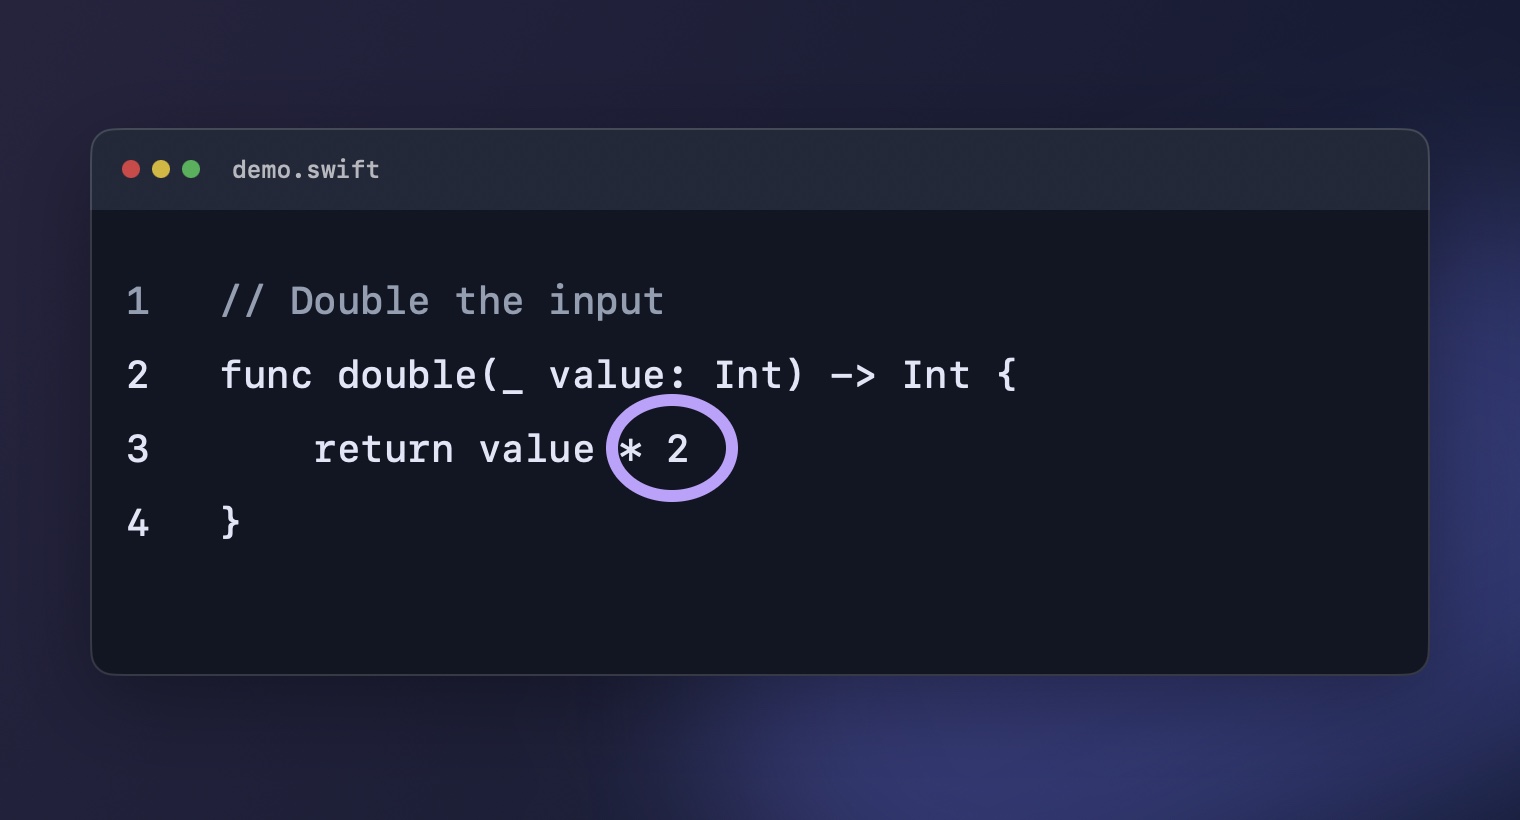 demo.swift
1 // Double the input
2 func double(_ value: Int) -> Int {
3     return value * 2
4 }